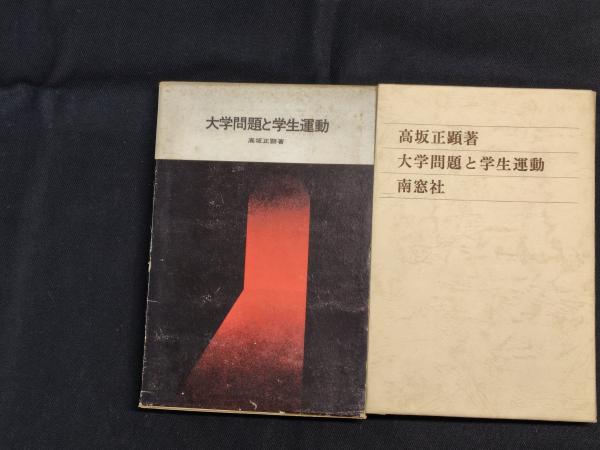 大学問題と学生運動
高坂正顕著
高坂正顕著
大学問題と学生運動
南窓社